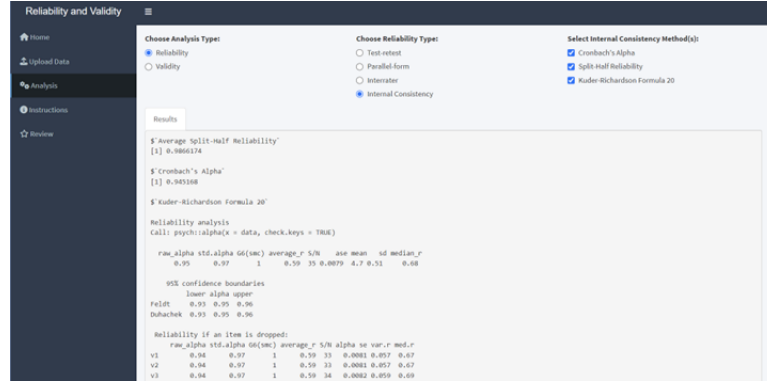 Reliability and Validity
Home
Upload Data
Analysis
Instructions
Review
Choose Analysis Type:
Reliability
Validity
Choose Reliability Type:
Test-retest
Parallel-form
Interrater
Internal Consistency
Select Internal Consistency Method(s):
Cronbach's Alpha
Split-Half Reliability
Kuder-Richardson Formula 20
Results
$`Average Split-Half Reliability`
[1] 0.9866174
$`Cronbach's Alpha`
[1] 0.945168
$`Kuder-Richardson Formula 20`
Reliability analysis
Call: psych::alpha(x = data, check.keys = TRUE)
raw_alpha std.alpha G6(smc) average_r S/N ase mean sd median_r
0.95 0.97 1 0.59 35 0.0079 4.7 0.51 0.68
95% confidence boundaries
lower alpha upper
Feldt 0.93 0.95 0.96
Duhachek 0.93 0.95 0.96
Reliability if an item is dropped:
raw_alpha std.alpha G6(smc) average_r S/N alpha se var.r med.r
v1 0.94 0.97 1 0.59 33 0.0081 0.057 0.67
v2 0.94 0.97 1 0.59 33 0.0081 0.057 0.67
v3 0.94 0.97 1 0.59 34 0.0082 0.059 0.69